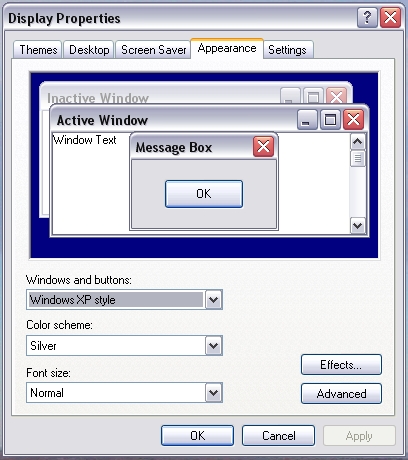 Display Properties
Themes Desktop Screen Saver Appearance Settings
Inactive Window
Active Window
Window Text
Message Box
OK
Windows and buttons:
Windows XP style
Color scheme:
Silver
Font size:
Normal
Effects...
Advanced
OK Cancel Apply